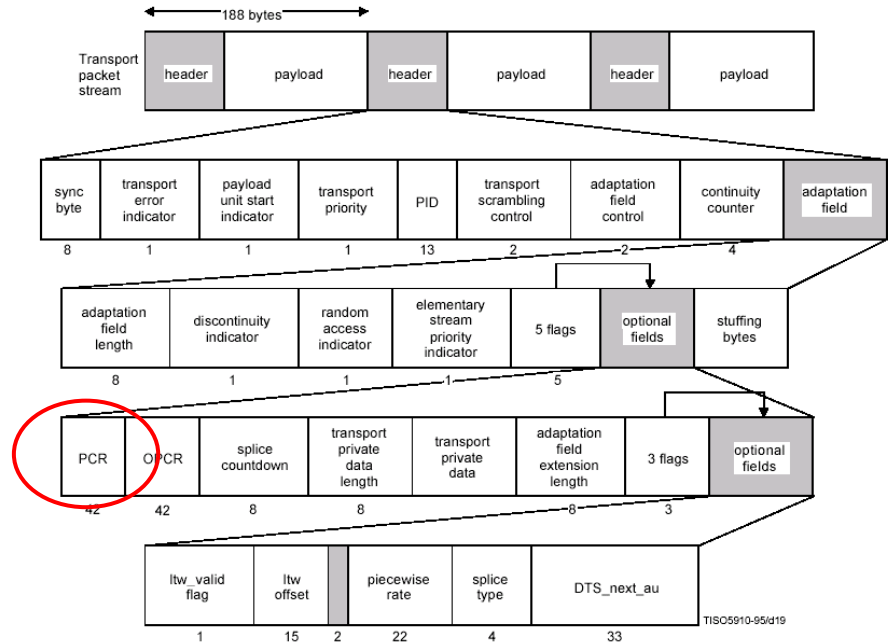 188 bytes
Transport
packet
stream
header
payload
header
payload
header
payload
sync
byte
transport
error
indicator
payload
unit start
indicator
transport
priority
PID
transport
scrambling
control
adaptation
field
control
continuity
counter
adaptation
field
8
1
1
1
13
2
2
4
adaptation
field
length
discontinuity
indicator
random
access
indicator
elementary
stream
priority
indicator
5 flags
optional
fields
stuffing
bytes
8
1
1
1
5
PCR
OPCR
splice
countdown
transport
private
data
length
transport
private
data
adaptation
field
extension
length
3 flags
optional
fields
42
42
8
8
8
3
ltw_valid
flag
ltw
offset
piecewise
rate
splice
type
DTS_next_au
TISO5910-95/d19
1
15
2
22
4
33